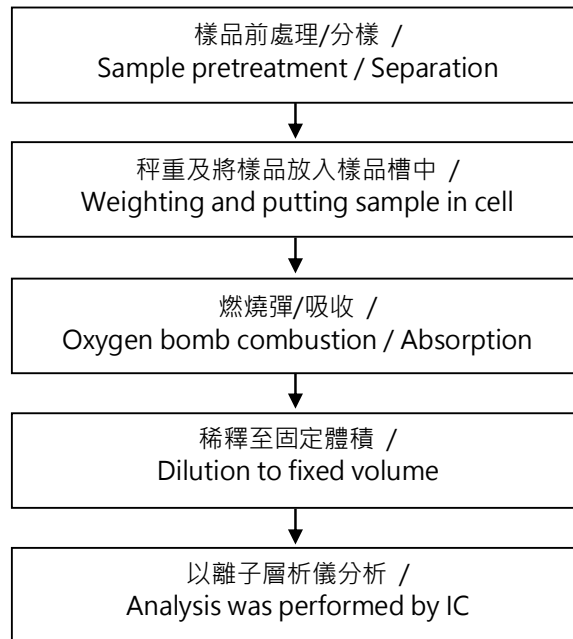 樣品前處理/分樣 /
Sample pretreatment / Separation
秤重及將樣品放入樣品槽中 /
Weighting and putting sample in cell
燃燒彈/吸收 /
Oxygen bomb combustion / Absorption
稀釋至固定體積 /
Dilution to fixed volume
以離子層析儀分析 /
Analysis was performed by IC